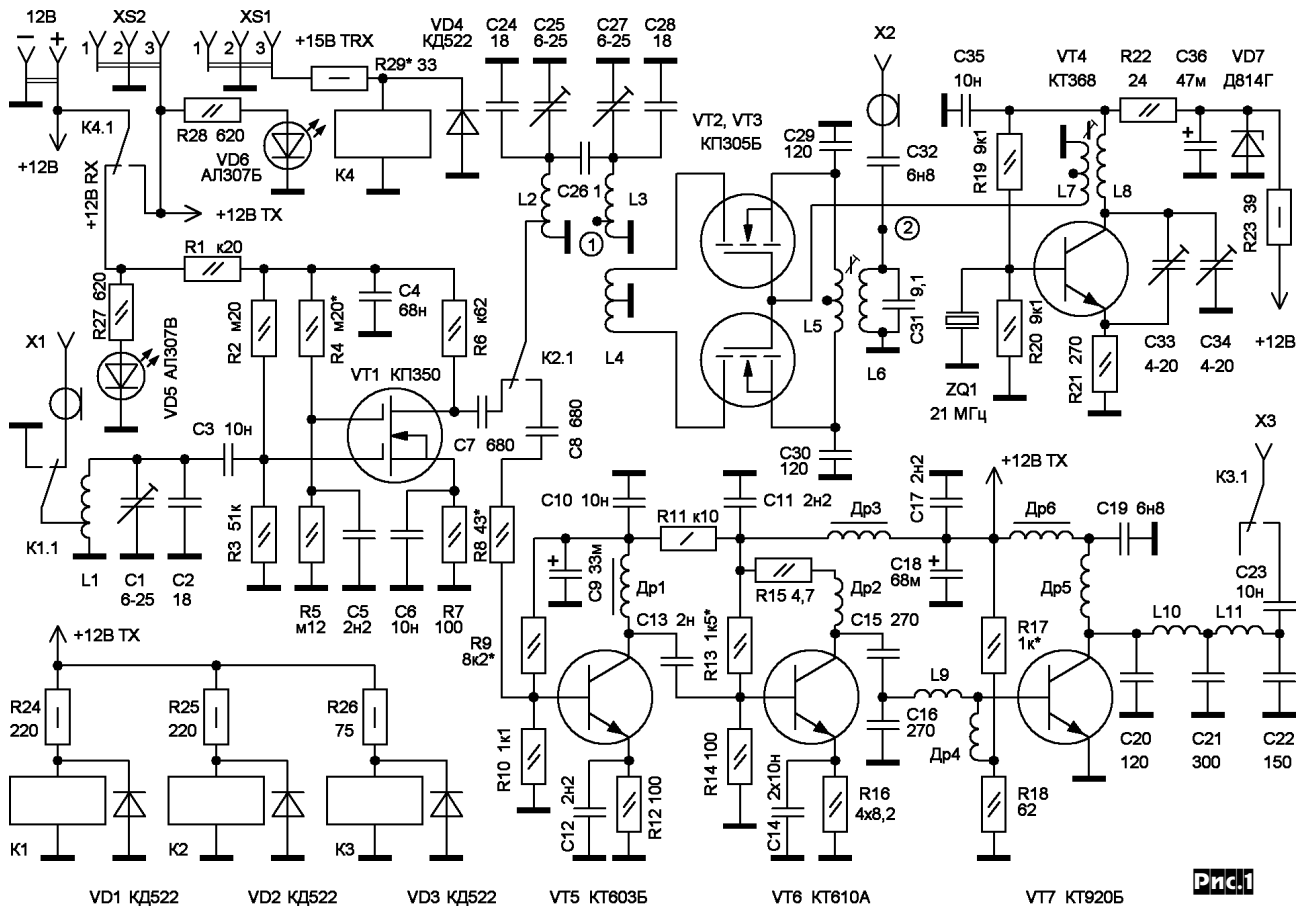 12В
XS2
XS1
1
2
3
1
2
3
+15В TRX
R29* 33
VD4
КД522
C24
18
C25
6-25
C27
6-25
C28
18
X2
C35
10н
VT4
КТ368
R22
24
C36
47м
VD7
Д814Г
К4.1
R28 620
VD6
АЛ307Б
К4
+12В
+12В RX
+12В TX
VT2, VT3
КП305Б
C29
120
C32
6н8
R19 9к1
L7
L8
R23 39
C26 1
L2
L3
1
2
R1 к20
R27 620
R2 м20
R4 м20*
C4
68н
R6 к62
L4
L5
C31 9,1
L6
R20 9к1
R21 270
C33
4-20
C34
4-20
+12В
ZQ1
21 МГц
X1
VD5 АЛ307В
VT1 КП350
К2.1
C3 10н
C7 680
C8 680
C30
120
X3
К1.1
L1
C1
6-25
C2
18
R3 51к
R5
м12
C5
2н2
C6
10н
R7
100
R8 43*
C10 10н
C11 2н2
R11 к10
Др3
C17 2н2
+12В TX
Др6
C19 6н8
К3.1
C9 33м
Др1
R15 4,7
Др2
C18
68м
Др5
C23
10н
+12В TX
R9
8к2*
C13 2н
R13 1к5*
C15 270
R17
1к*
L10
L11
L9
R24
220
R25
220
R26
75
R10 1к1
R14 100
C16
270
Др4
C20
120
C21
300
C22
150
C12 2н2
R12 100
C14 2х10н
R16
4х8,2
R18
62
К1
К2
К3
VD1 КД522
VD2 КД522
VD3 КД522
VT5 КТ603Б
VT6 КТ610А
VT7 КТ920Б
Рис.1